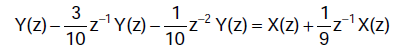 Y(z) – 3/10 z⁻¹ Y(z) – 1/10 z⁻² Y(z) = X(z) + 1/9 z⁻¹ X(z)